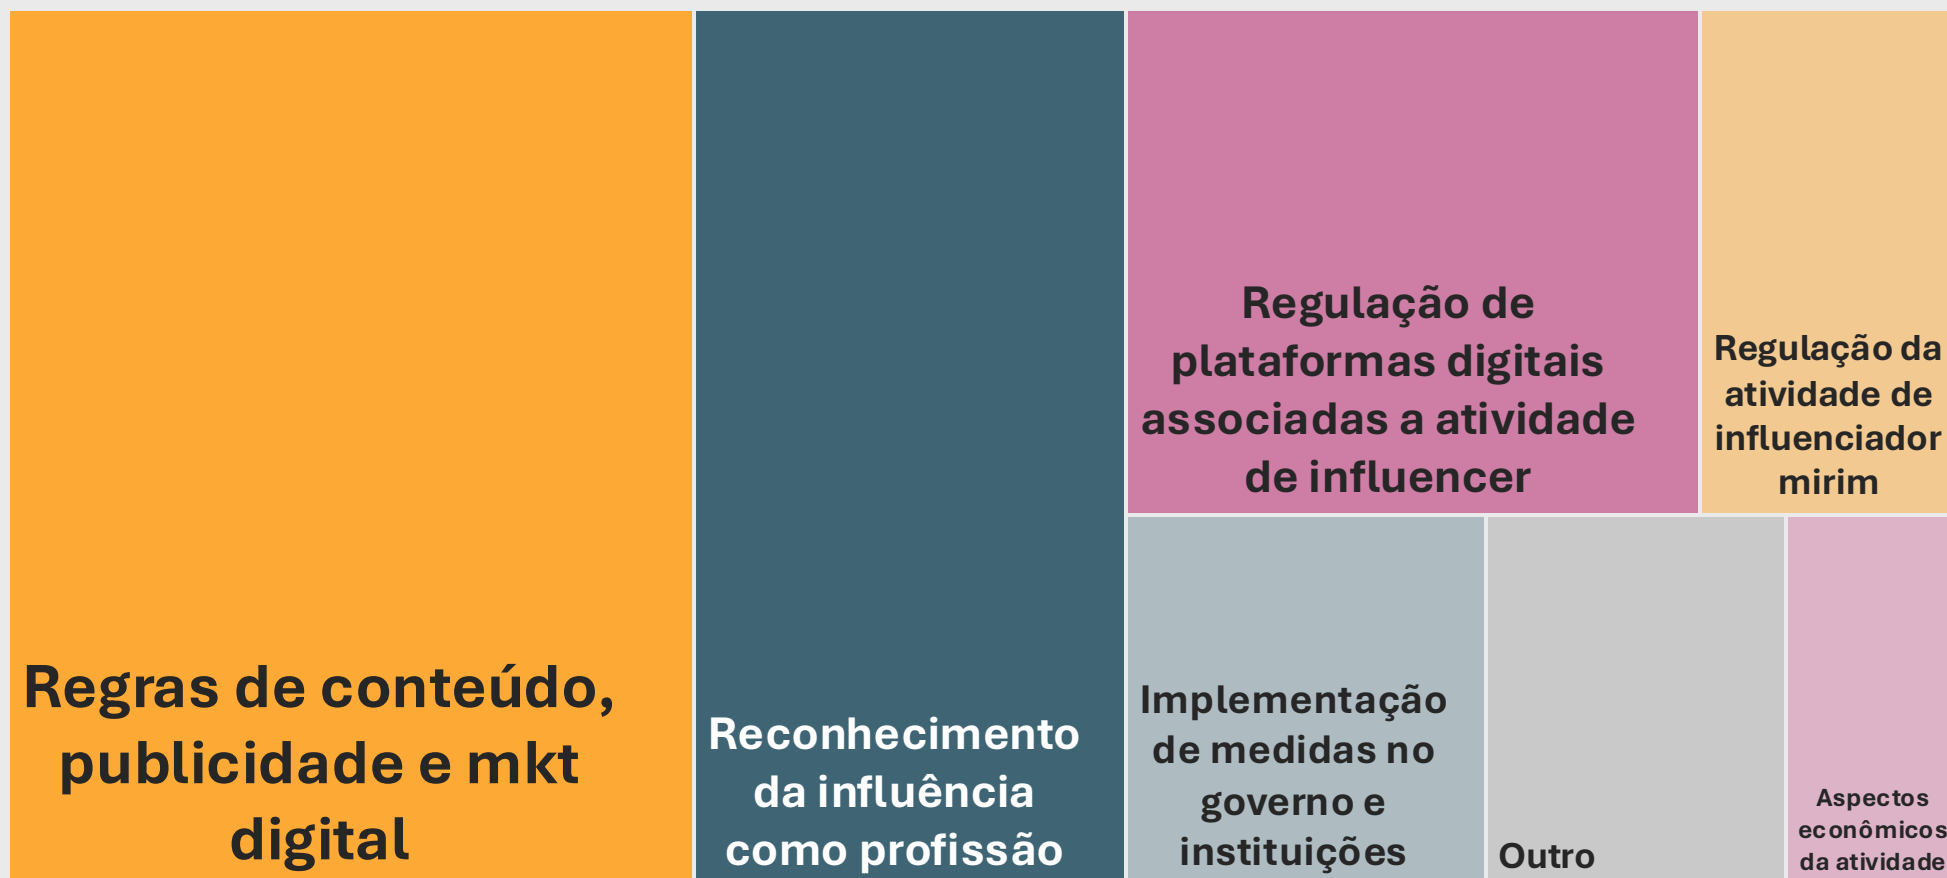 Regras de conteúdo,
publicidade e mkt
digital
Reconhecimento
da influência
como profissão
Regulação de
plataformas digitais
associadas a atividade
de influencer
Regulação da
atividade de
influenciador
mirim
Implementação
de medidas no
governo e
instituições
Outro
Aspectos
econômicos
da atividade